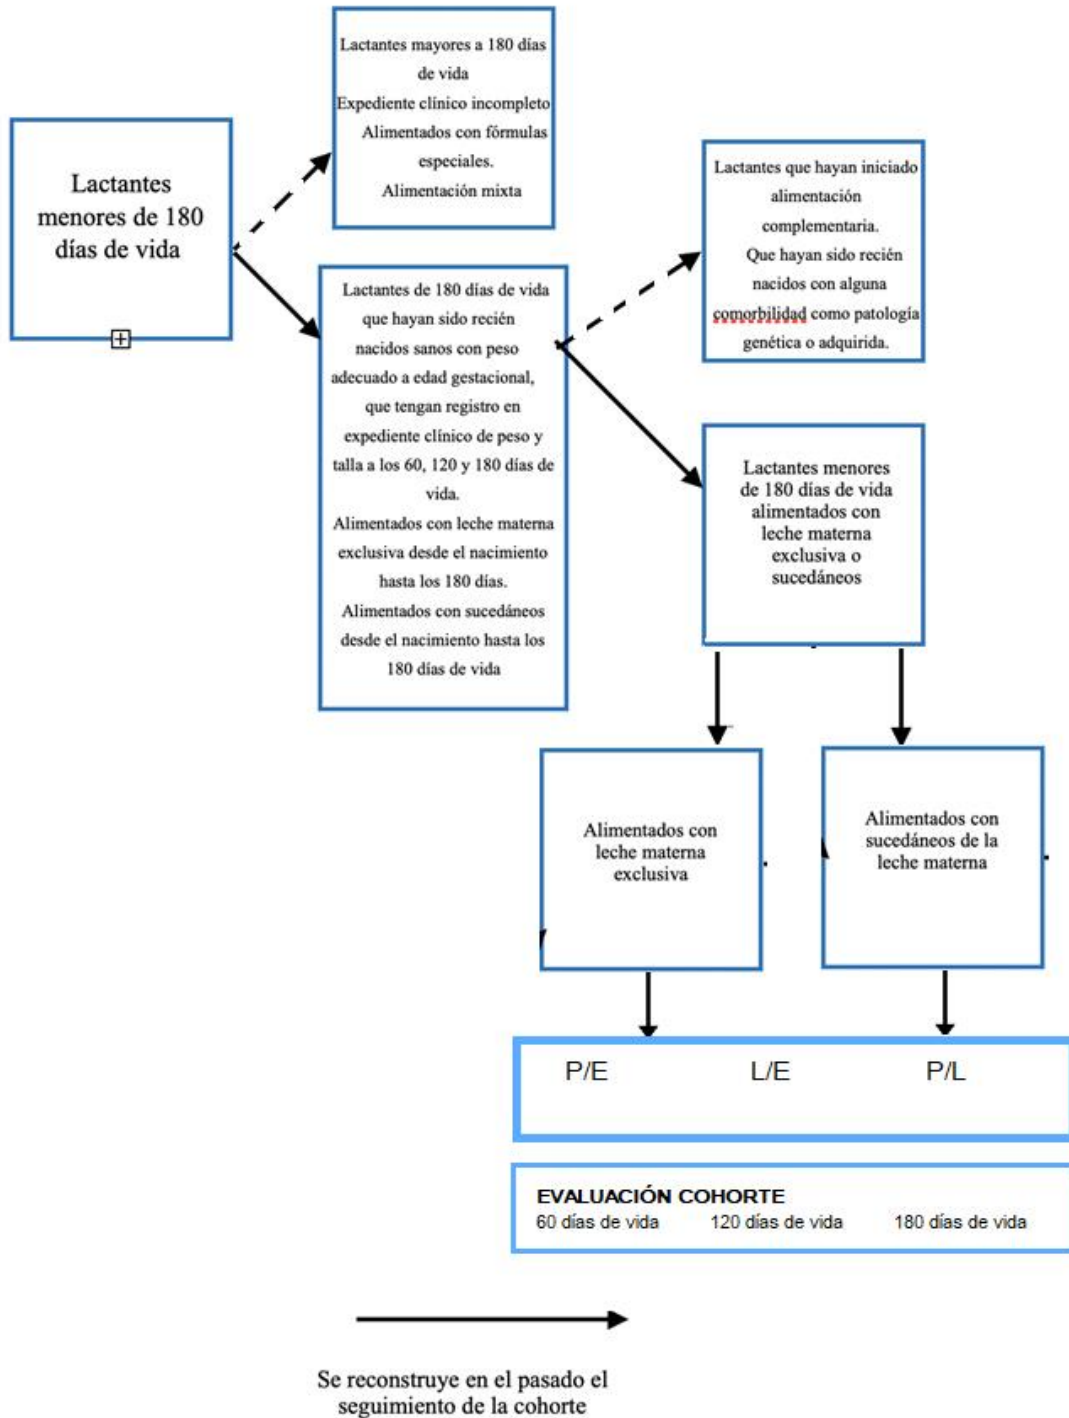 Lactantes mayores a 180 días
de vida
Expediente clínico incompleto
Alimentados con fórmulas
especiales.
Alimentación mixta
Lactantes
menores de 180
días de vida
Lactantes que hayan iniciado
alimentación
complementaria.
Que hayan sido recién
nacidos con alguna
comorbilidad como patología
genética o adquirida.
Lactantes de 180 días de vida
que hayan sido recién
nacidos sanos con peso
adecuado a edad gestacional,
que tengan registro en
expediente clínico de peso y
talla a los 60, 120 y 180 días de
vida.
Alimentados con leche materna
exclusiva desde el nacimiento
hasta los 180 días.
Alimentados con sucedáneos
desde el nacimiento hasta los
180 días de vida
Lactantes menores
de 180 días de vida
alimentados con
leche materna
exclusiva o
sucedáneos
Alimentados con
leche materna
exclusiva
Alimentados con
sucedáneos de la
leche materna
P/E L/E P/L
EVALUACIÓN COHORTE
60 días de vida 120 días de vida 180 días de vida
Se reconstruye en el pasado el
seguimiento de la cohorte